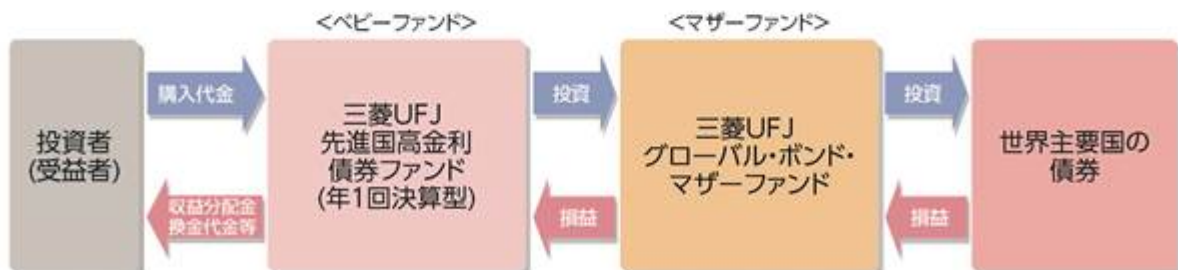 <ベビーファンド>
<マザーファンド>
投資者
(受益者)
購入代金
収益分配金
換金代金等
三菱UFJ
先進国高金利
債券ファンド
(年1回決算型)
投資
損益
三菱UFJ
グローバル・ボンド・
マザーファンド
投資
損益
世界主要国の
債券